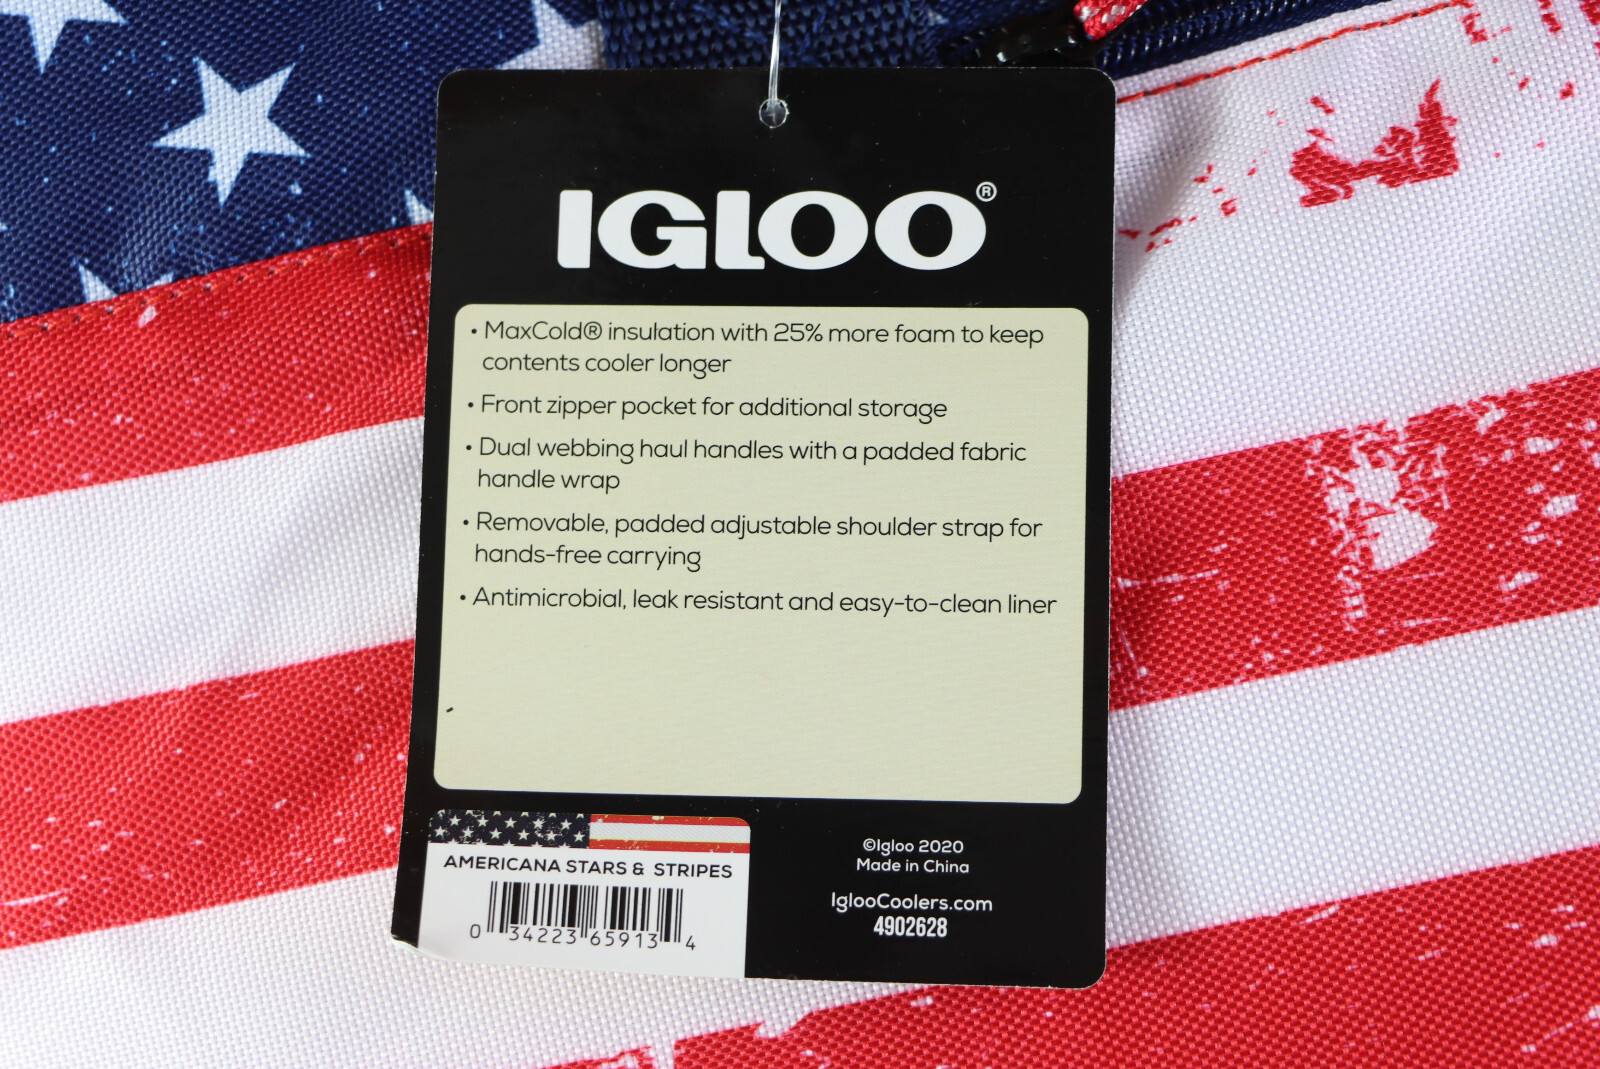 IGLOO®
• MaxCold® insulation with 25% more foam to keep
contents cooler longer
• Front zipper pocket for additional storage
• Dual webbing haul handles with a padded fabric
handle wrap
• Removable, padded adjustable shoulder strap for
hands-free carrying
• Antimicrobial, leak resistant and easy-to-clean liner
AMERICANA STARS & STRIPES
0 34223 65913 4
©Igloo 2020
Made in China
IglooCoolers.com
4902628